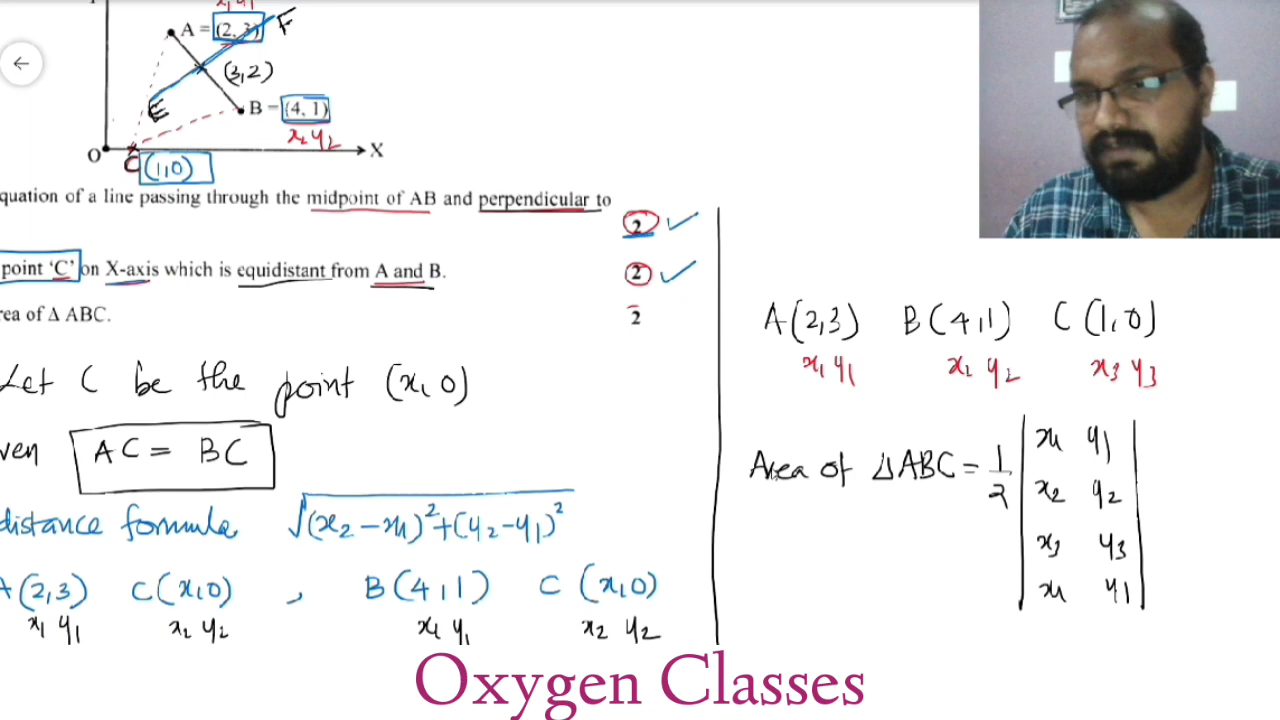 A = (2, 3) F
(3,2)
E
B = (4, 1)
x₂ y₂
O X
C (1,0)
quation of a line passing through the midpoint of AB and perpendicular to
2
point ‘C’ on X-axis which is equidistant from A and B.
2
rea of Δ ABC.
2
Let C be the point (x, 0)
ven AC = BC
distance formula √(x₂ − x₁)²+(y₂−y₁)²
A(2,3) C(x,0) , B(4,1) C(x,0)
x₁ y₁ x₂ y₂ x₁ y₁ x₂ y₂
A(2,3) B(4,1) C(1,0)
x₁ y₁ x₂ y₂ x₃ y₃
Area of ΔABC = 1/2
x₁ y₁
x₂ y₂
x₃ y₃
x₁ y₁
Oxygen Classes